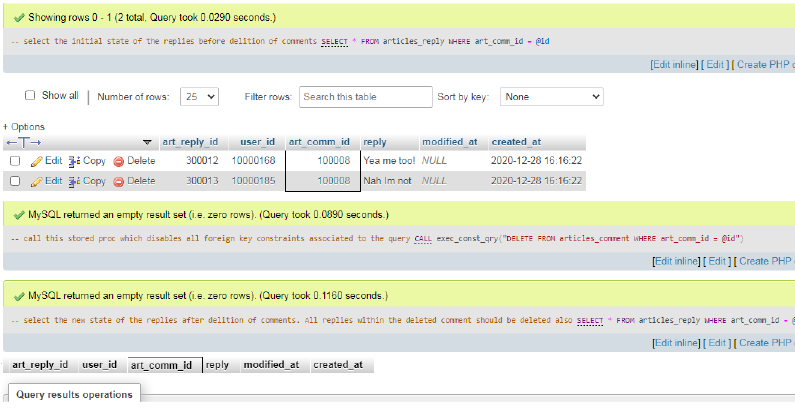 Showing rows 0 - 1 (2 total, Query took 0.0290 seconds.)
-- select the initial state of the replies before delition of comments SELECT * FROM articles_reply WHERE art_comm_id = @id
[Edit inline] [ Edit ] [ Create PHP
Show all | Number of rows: 25 Filter rows: Search this table Sort by key: None
+ Options
←T→ art_reply_id user_id art_comm_id reply modified_at created_at
Edit Copy Delete 300012 10000168 100008 Yea me too! NULL 2020-12-28 16:16:22
Edit Copy Delete 300013 10000185 100008 Nah Im not NULL 2020-12-28 16:16:22
MySQL returned an empty result set (i.e. zero rows). (Query took 0.0890 seconds.)
-- call this stored proc which disables all foreign key constraints associated to the query CALL exec_const_qry("DELETE FROM articles_comment WHERE art_comm_id = @id")
[Edit inline] [ Edit ] [ Create PHP
MySQL returned an empty result set (i.e. zero rows). (Query took 0.1160 seconds.)
-- select the new state of the replies after delition of comments. All replies within the deleted comment should be deleted also SELECT * FROM articles_reply WHERE art_comm_id =
[Edit inline] [ Edit ] [ Create PHP
art_reply_id user_id art_comm_id reply modified_at created_at
Query results operations